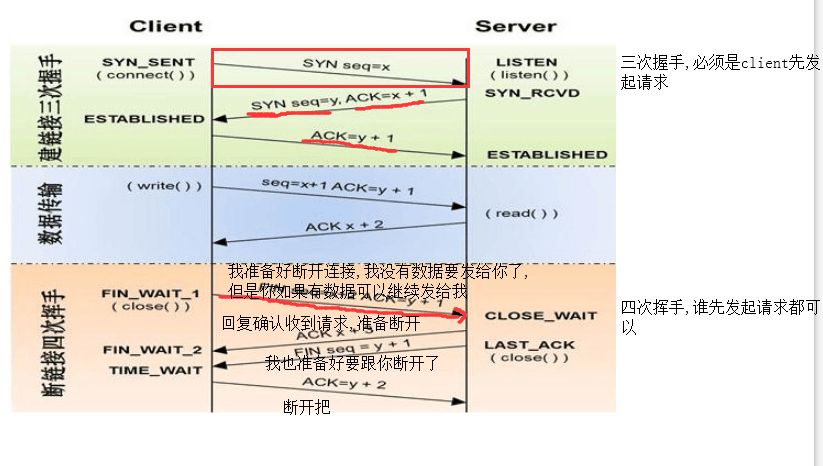 Client
Server
建链接三次握手
SYN_SENT
( connect( ) )
SYN seq=x
LISTEN
( listen( ) )
三次握手,必须是client先发
起请求
SYN seq=y, ACK=x + 1
SYN_RCVD
ESTABLISHED
ACK=y + 1
ESTABLISHED
数据传输
( write( ) )
seq=x+1 ACK=y + 1
( read( ) )
ACK x + 2
断链接四次挥手
我准备好断开连接,我没有数据要发给你了,
但是你如果有数据可以继续发给我
FIN_WAIT_1
( close( ) )
ACK=y + 1
CLOSE_WAIT
四次挥手,谁先发起请求都可
以
回复确认收到请求,准备断开
ACK x + 3
FIN_WAIT_2
FIN seq = y + 1
LAST_ACK
( close( ) )
我也准备好要跟你断开了
TIME_WAIT
ACK=y + 2
断开把